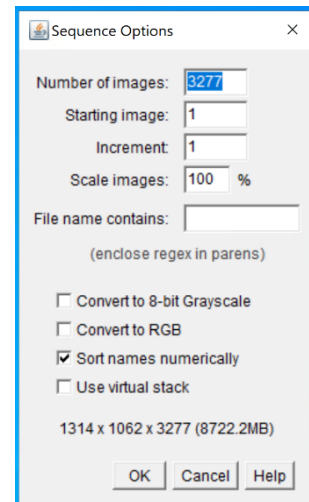 Sequence Options
Number of images: 3277
Starting image: 1
Increment: 1
Scale images: 100 %
File name contains:
(enclose regex in parens)
Convert to 8-bit Grayscale
Convert to RGB
Sort names numerically
Use virtual stack
1314 x 1062 x 3277 (8722.2MB)
OK Cancel Help